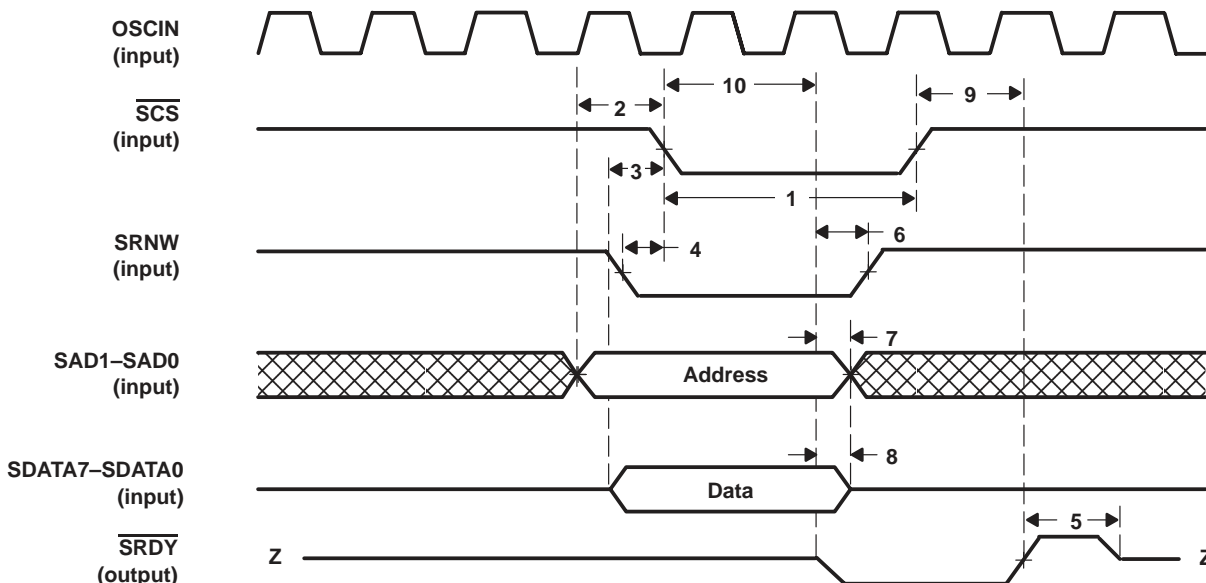 OSCIN
(input)
10
9
SCS
(input)
2
3
1
SRNW
(input)
4
6
SAD1–SAD0
(input)
7
Address
SDATA7–SDATA0
(input)
8
Data
5
SRDY
(output)
Z
Z